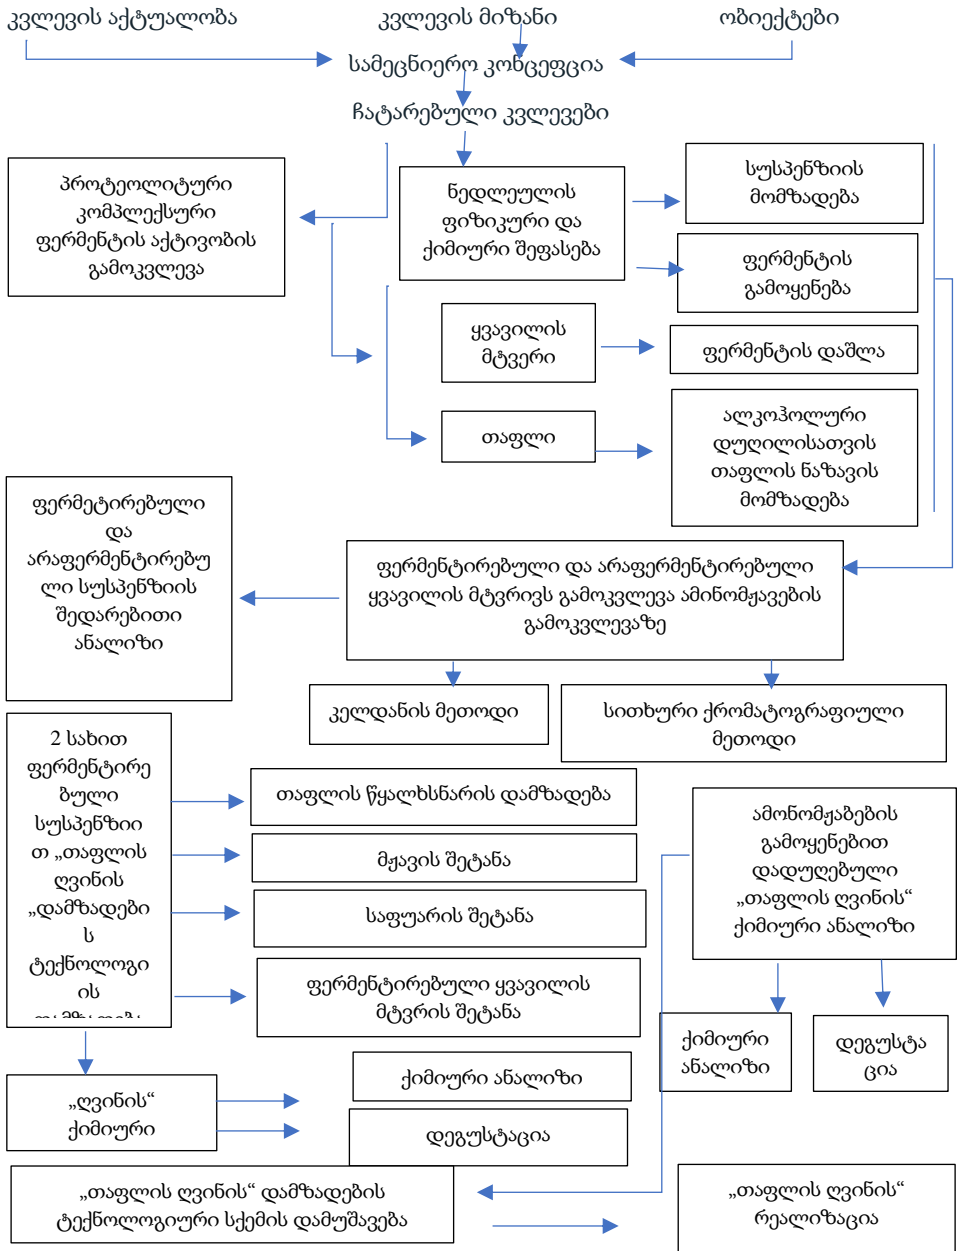 კვლევის აქტუალობა
კვლევის მიზანი
ობიექტები
სამეცნიერო კონცეფცია
ჩატარებული კვლევები
პროტეოლიტური
კომპლექსური
ფერმენტის აქტივობის
გამოკვლევა
ნედლეულის
ფიზიკური და
ქიმიური შეფასება
სუსპენზიის
მომზადება
ფერმენტის
გამოყენება
ყვავილის
მტვერი
ფერმენტის დაშლა
თაფლი
ალკოჰოლური
დუღილისათვის
თაფლის ნაზავის
მომზადება
ფერმეტირებული
და
არაფერმენტირებუ
ლი სუსპენზიის
შედარებითი
ანალიზი
ფერმენტირებული და არაფერმენტირებული
ყვავილის მტვრივს გამოკვლევა ამინომჟავების
გამოკვლევაზე
კელდანის მეთოდი
სითხური ქრომატოგრაფიული
მეთოდი
2 სახით
ფერმენტირე
ბული
სუსპენზიი
თ „თაფლის
ღვინის
„დამზადები
ს
ტექნოლოგი
ის
თაფლის წყალხსნარის დამზადება
მჟავის შეტანა
საფუარის შეტანა
ფერმენტირებული ყვავილის
მტვრის შეტანა
ამონომჟაბების
გამოყენებით
დადუღებული
„თაფლის ღვინის“
ქიმიური ანალიზი
ქიმიური
ანალიზი
დეგუსტა
ცია
„ღვინის“
ქიმიური
ქიმიური ანალიზი
დეგუსტაცია
„თაფლის ღვინის“ დამზადების
ტექნოლოგიური სქემის დამუშავება
„თაფლის ღვინის“
რეალიზაცია